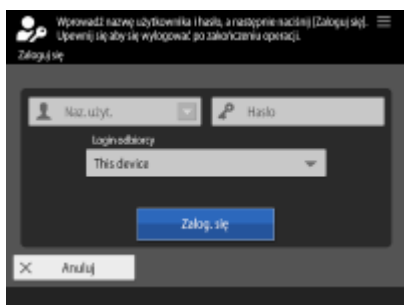 Wprowadź nazwę użytkownika i hasło, a następnie naciśnij [Zaloguj się].
Upewnij się aby się wylogować po zakończeniu operacji.
Zaloguj się
Naz. użyt.
Hasło
Login odbiorcy
This device
Zalog. się
Anuluj